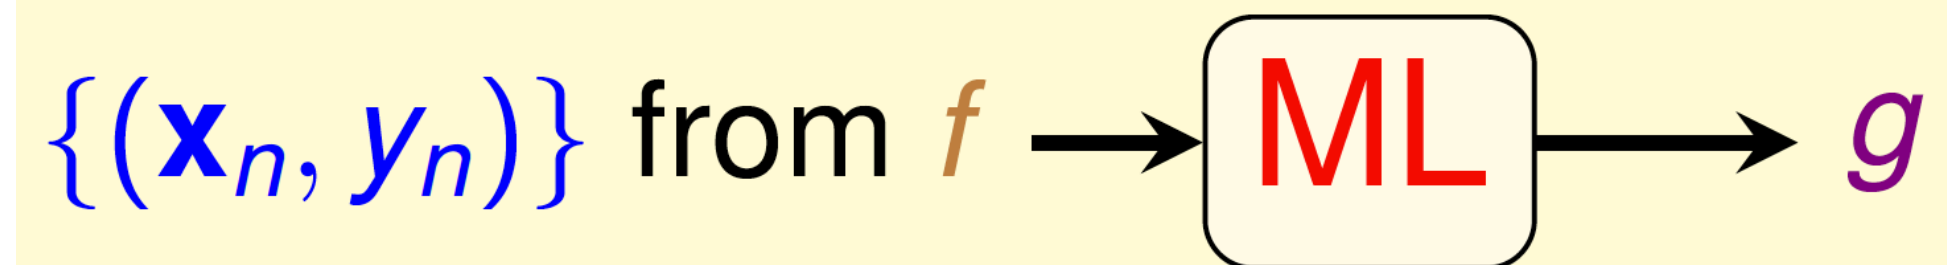 {(xₙ, yₙ)} from f → ML → g